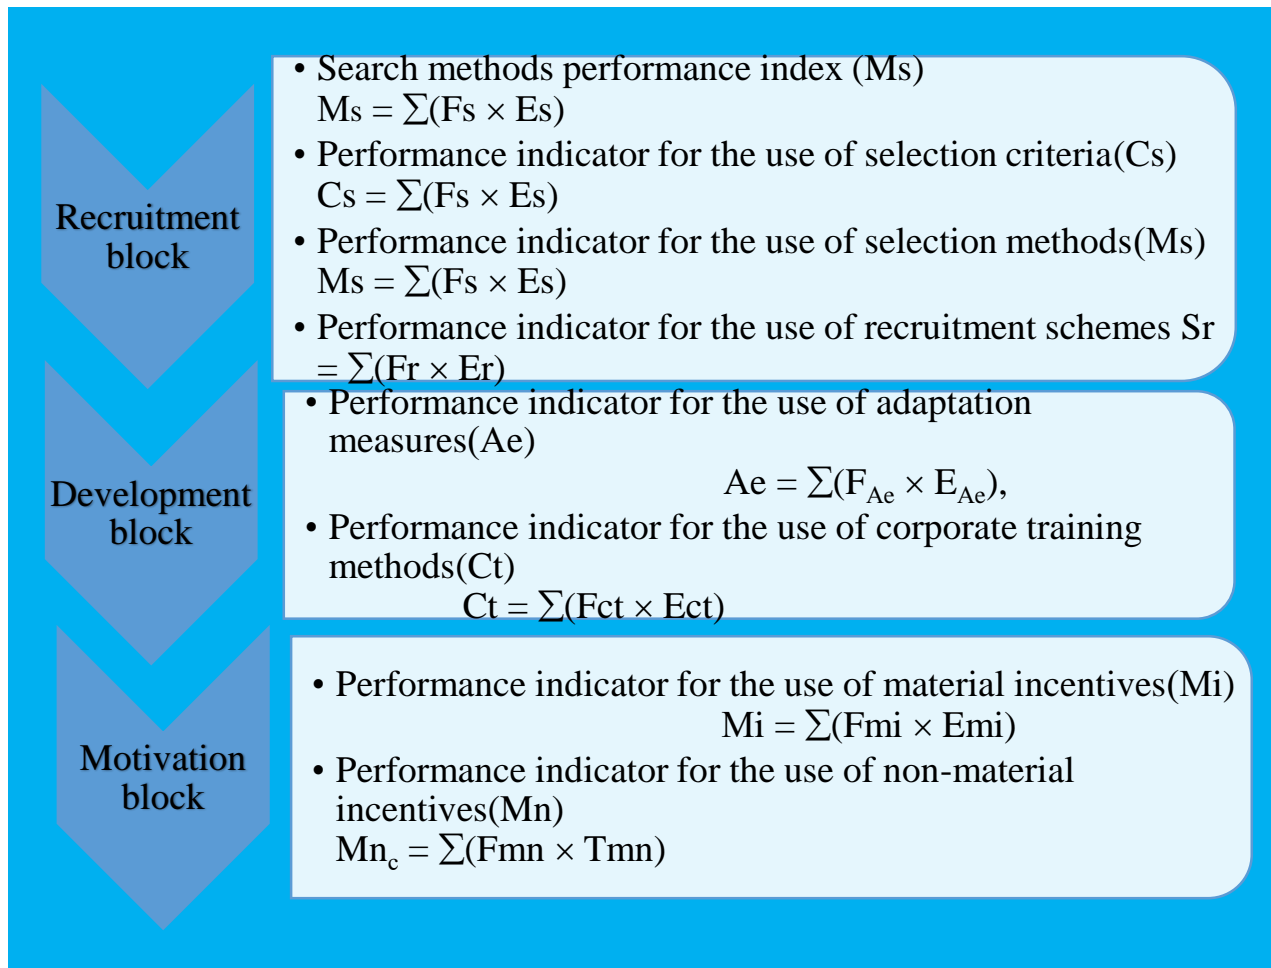 Recruitment
block
• Search methods performance index (Ms)
Ms = ∑(Fs × Es)
• Performance indicator for the use of selection criteria(Cs)
Cs = ∑(Fs × Es)
• Performance indicator for the use of selection methods(Ms)
Ms = ∑(Fs × Es)
• Performance indicator for the use of recruitment schemes Sr
= ∑(Fr × Er)
Development
block
• Performance indicator for the use of adaptation
measures(Ae)
Ae = ∑(F_Ae × E_Ae),
• Performance indicator for the use of corporate training
methods(Ct)
Ct = ∑(Fct × Ect)
Motivation
block
• Performance indicator for the use of material incentives(Mi)
Mi = ∑(Fmi × Emi)
• Performance indicator for the use of non-material
incentives(Mn)
Mn_c = ∑(Fmn × Tmn)